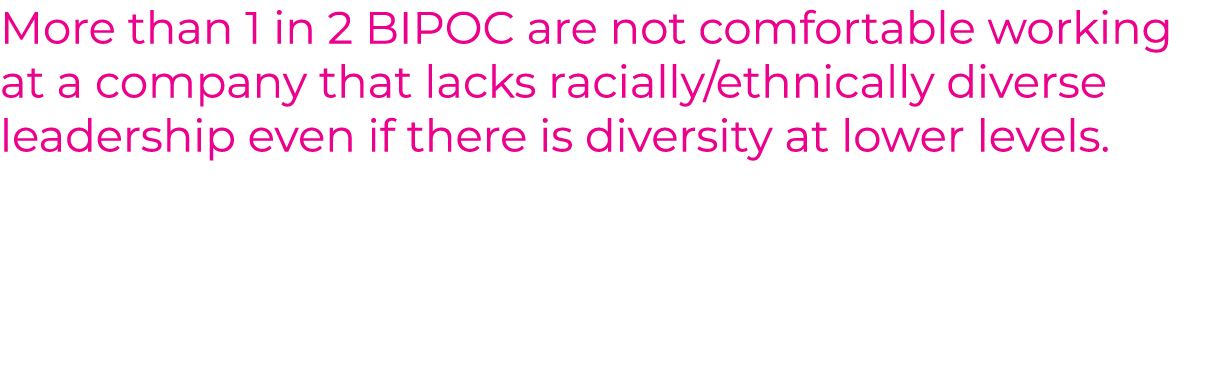 More than 1 in 2 BIPOC are not comfortable working
at a company that lacks racially/ethnically diverse
leadership even if there is diversity at lower levels.